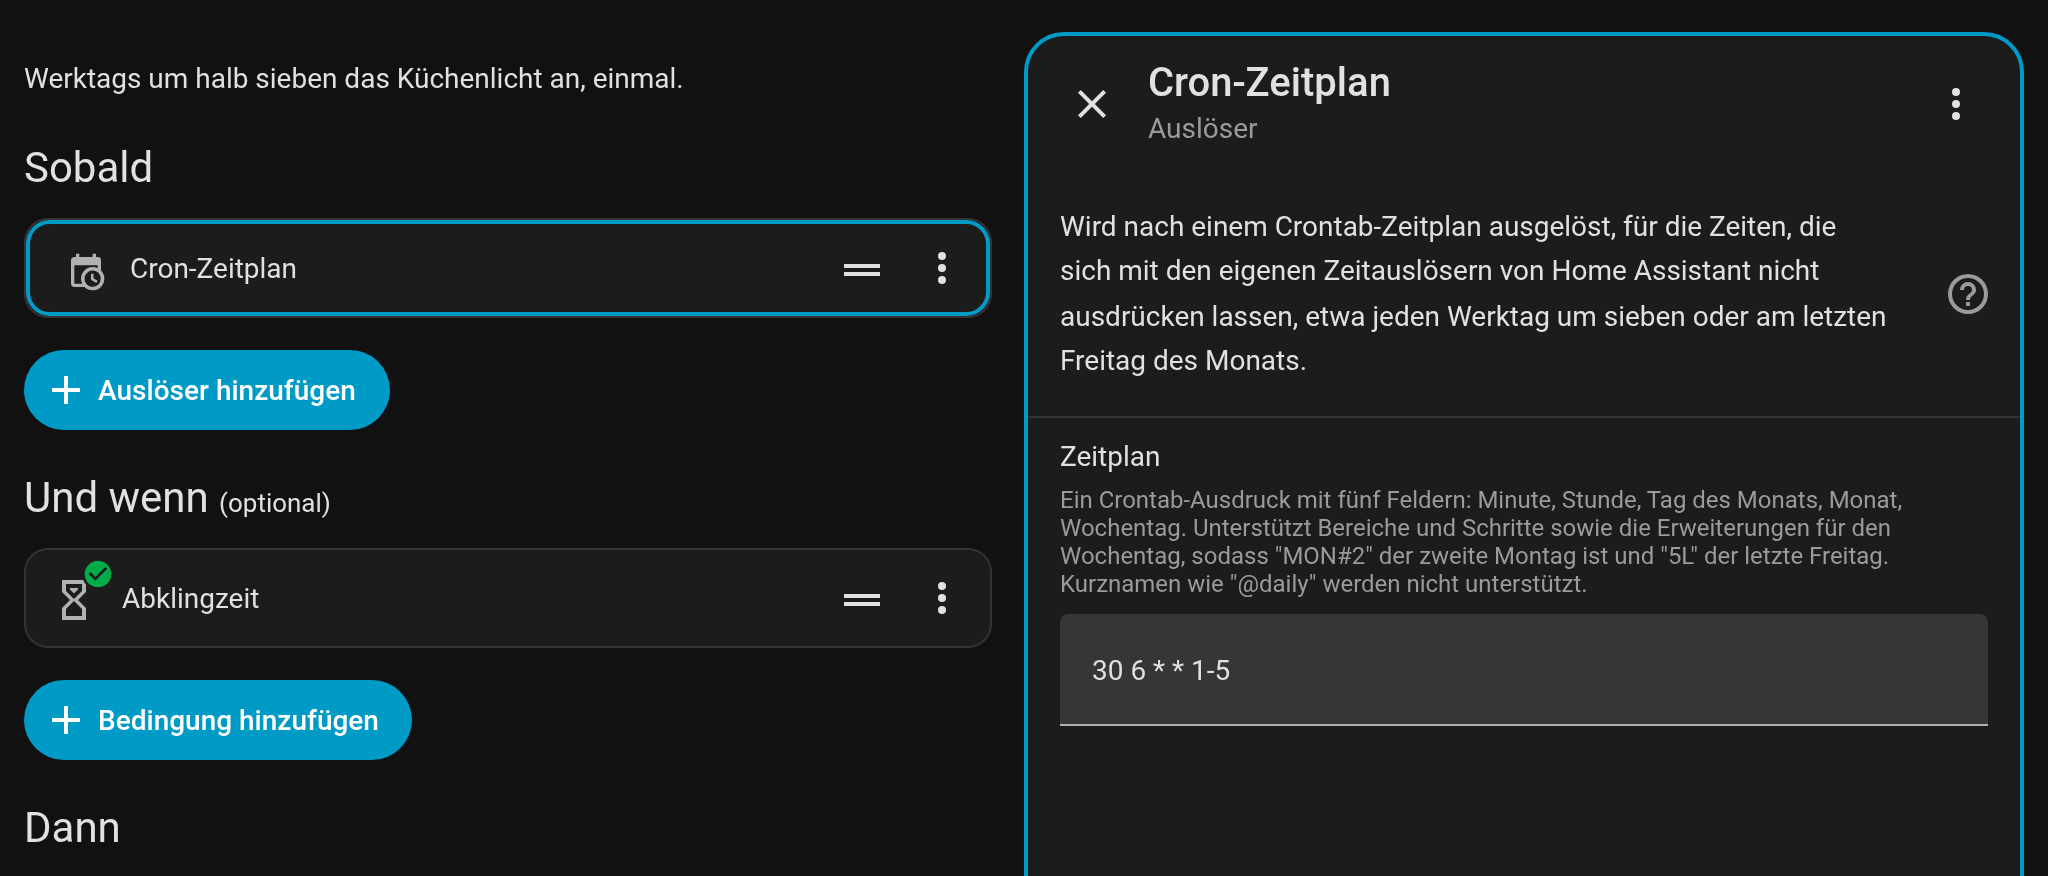 Werktags um halb sieben das Küchenlicht an, einmal.
Sobald
Cron-Zeitplan
Auslöser hinzufügen
Und wenn (optional)
Abklingzeit
Bedingung hinzufügen
Dann
Cron-Zeitplan
Auslöser
Wird nach einem Crontab-Zeitplan ausgelöst, für die Zeiten, die
sich mit den eigenen Zeitauslösern von Home Assistant nicht
ausdrücken lassen, etwa jeden Werktag um sieben oder am letzten
Freitag des Monats.
Zeitplan
Ein Crontab-Ausdruck mit fünf Feldern: Minute, Stunde, Tag des Monats, Monat,
Wochentag. Unterstützt Bereiche und Schritte sowie die Erweiterungen für den
Wochentag, sodass "MON#2" der zweite Montag ist und "5L" der letzte Freitag.
Kurznamen wie "@daily" werden nicht unterstützt.
30 6 * * 1-5